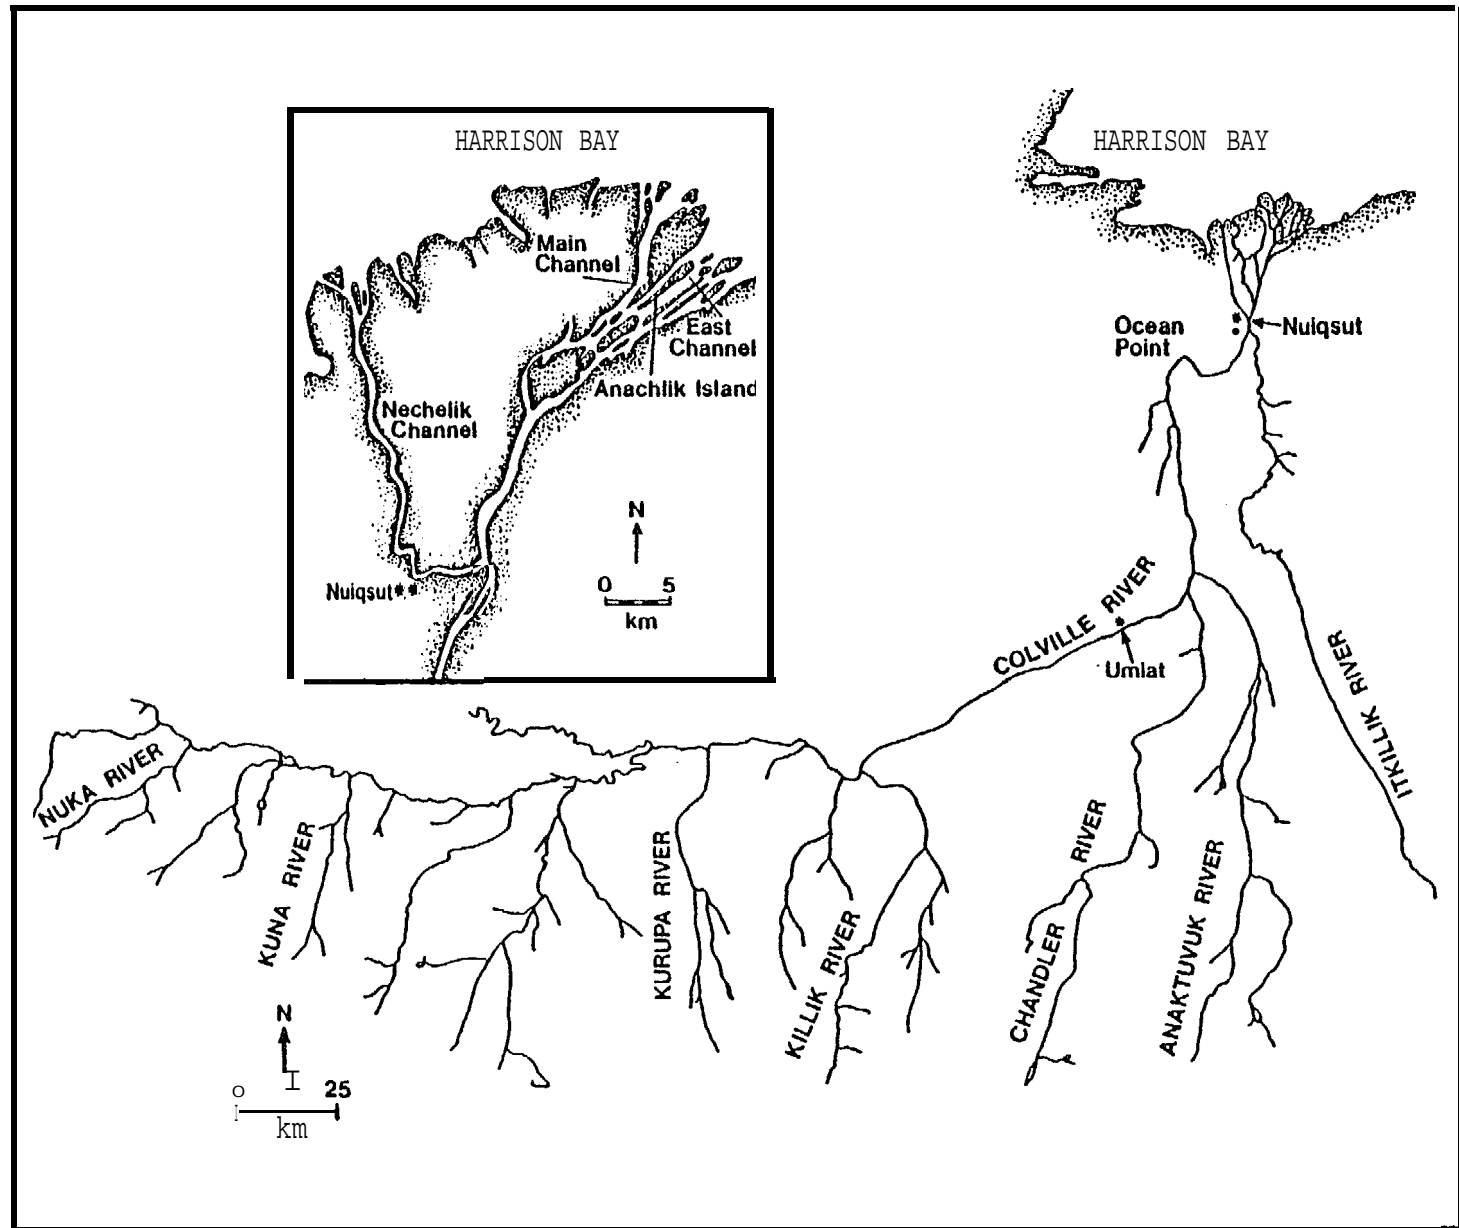 HARRISON BAY
Main
Channel
East
Channel
Anachlik Island
Nechelik
Channel
N
0 5
km
Nuiqsut**
HARRISON BAY
Ocean
Point
Nuiqsut
COLVILLE RIVER
Umiat
ITKILLIK RIVER
NUKA RIVER
KUNA RIVER
KURUPA RIVER
KILLIK RIVER
CHANDLER RIVER
ANAKTUVUK RIVER
N
I
O 25
km